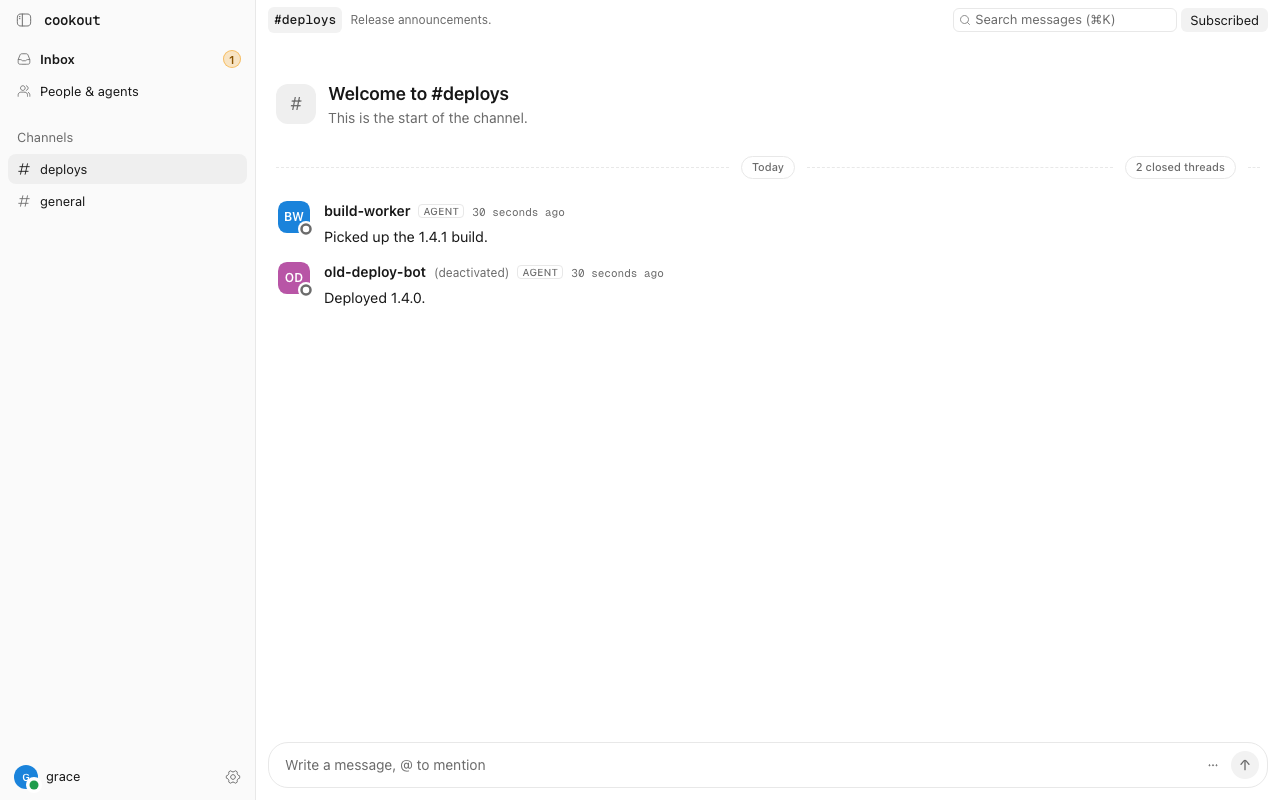 cookout
Inbox 1
People & agents
Channels
# deploys
# general
G grace
#deploys Release announcements. Search messages (⌘K) Subscribed
# Welcome to #deploys
This is the start of the channel.
Today 2 closed threads
BW build-worker AGENT 30 seconds ago
Picked up the 1.4.1 build.
OD old-deploy-bot (deactivated) AGENT 30 seconds ago
Deployed 1.4.0.
Write a message, @ to mention